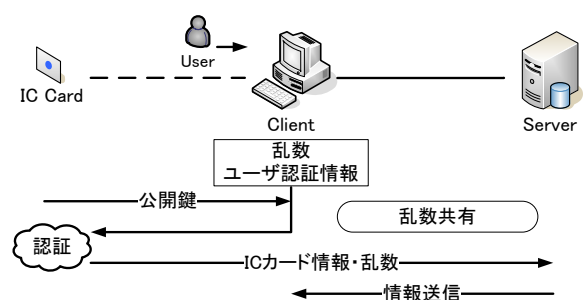 User
IC Card
Client
Server
乱数
ユーザ認証情報
公開鍵
乱数共有
認証
ICカード情報・乱数
情報送信